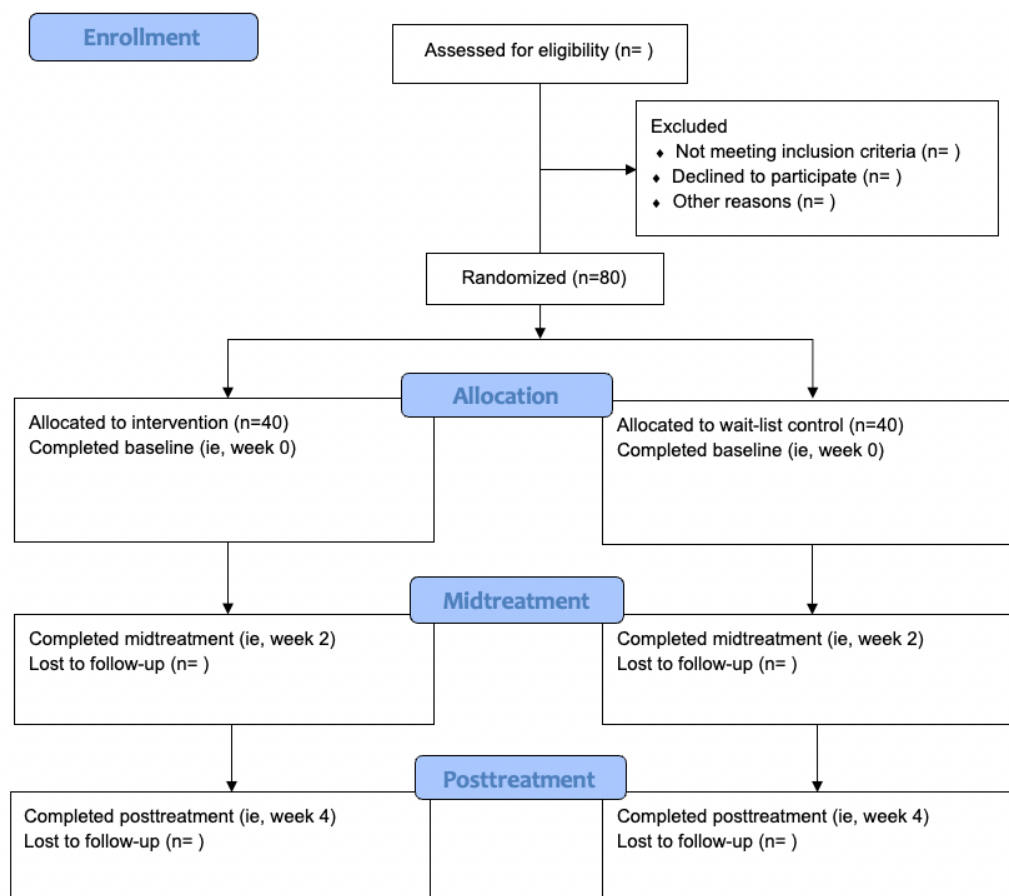 Enrollment
Assessed for eligibility (n= )
Excluded
♦ Not meeting inclusion criteria (n= )
♦ Declined to participate (n= )
♦ Other reasons (n= )
Randomized (n=80)
Allocation
Allocated to intervention (n=40)
Completed baseline (ie, week 0)
Allocated to wait-list control (n=40)
Completed baseline (ie, week 0)
Midtreatment
Completed midtreatment (ie, week 2)
Lost to follow-up (n= )
Completed midtreatment (ie, week 2)
Lost to follow-up (n= )
Posttreatment
Completed posttreatment (ie, week 4)
Lost to follow-up (n= )
Completed posttreatment (ie, week 4)
Lost to follow-up (n= )